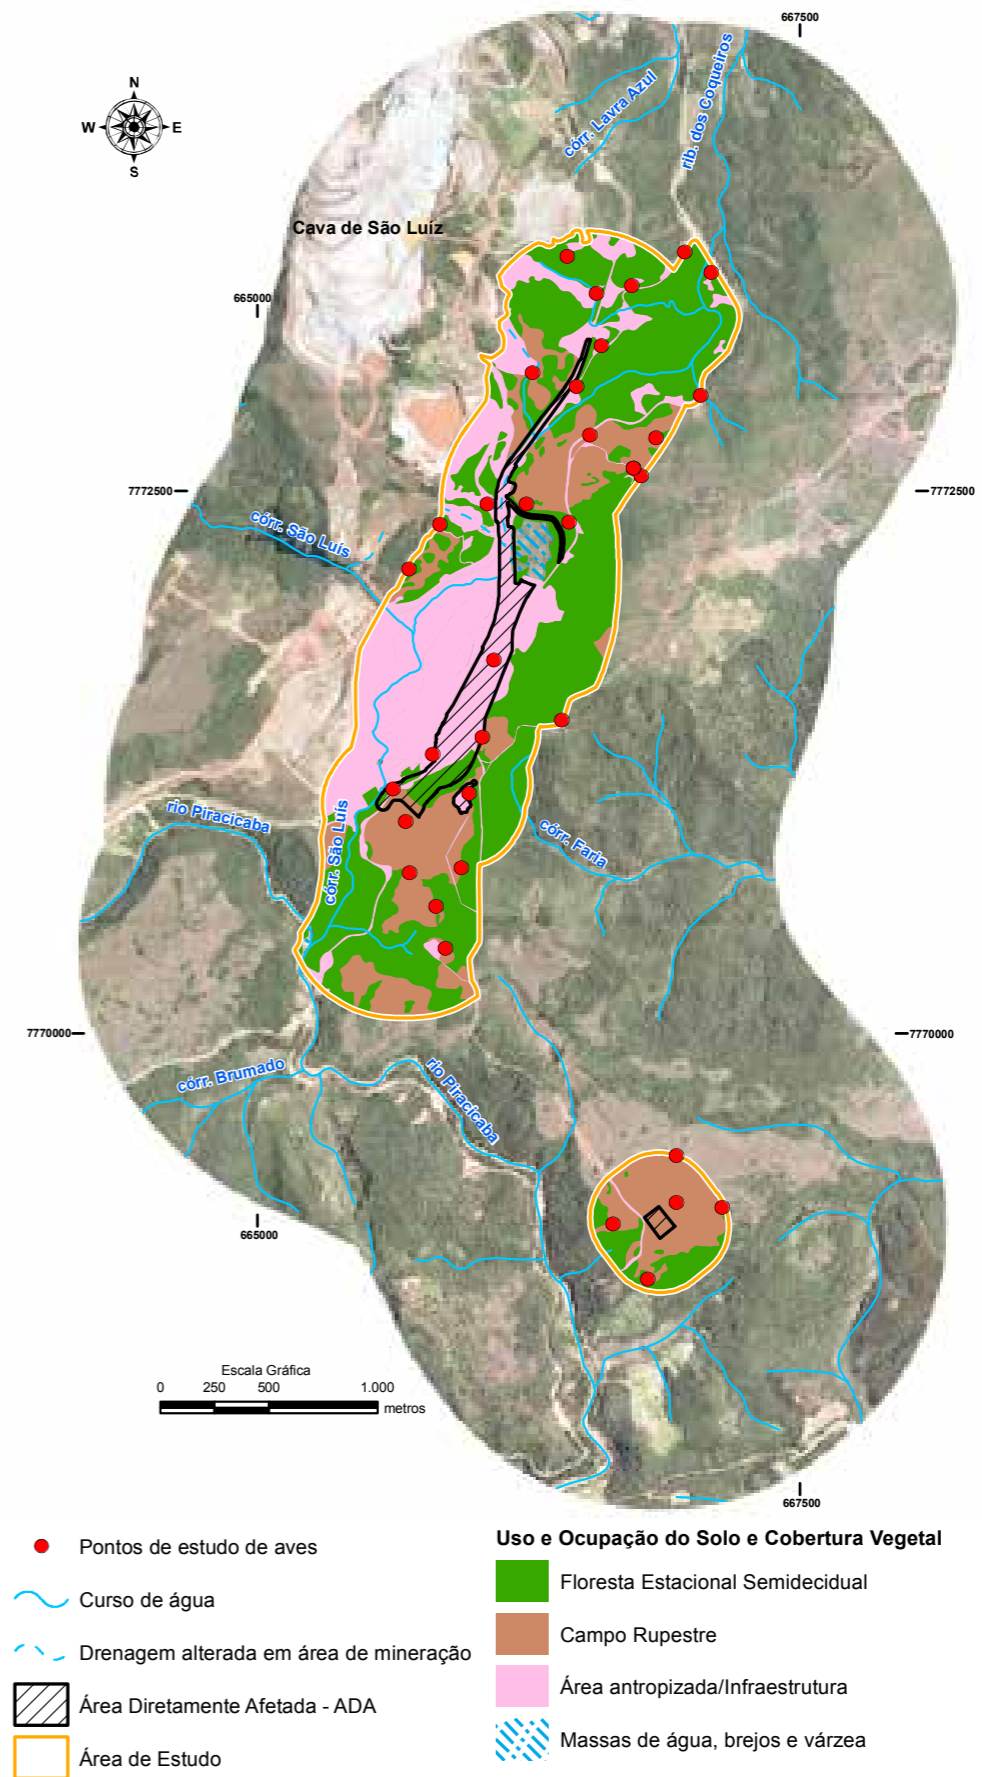 667500
N
W E
S
córr. Lavra Azul
rib. dos Coqueiros
Cava de São Luíz
665000
7772500
7772500
córr. São Luís
rio Piracicaba
córr. São Luís
córr. Faria
7770000
7770000
córr. Brumado
rio Piracicaba
665000
Escala Gráfica
0 250 500 1.000
metros
667500
Pontos de estudo de aves
Curso de água
Drenagem alterada em área de mineração
Área Diretamente Afetada - ADA
Área de Estudo
Uso e Ocupação do Solo e Cobertura Vegetal
Floresta Estacional Semidecidual
Campo Rupestre
Área antropizada/Infraestrutura
Massas de água, brejos e várzea